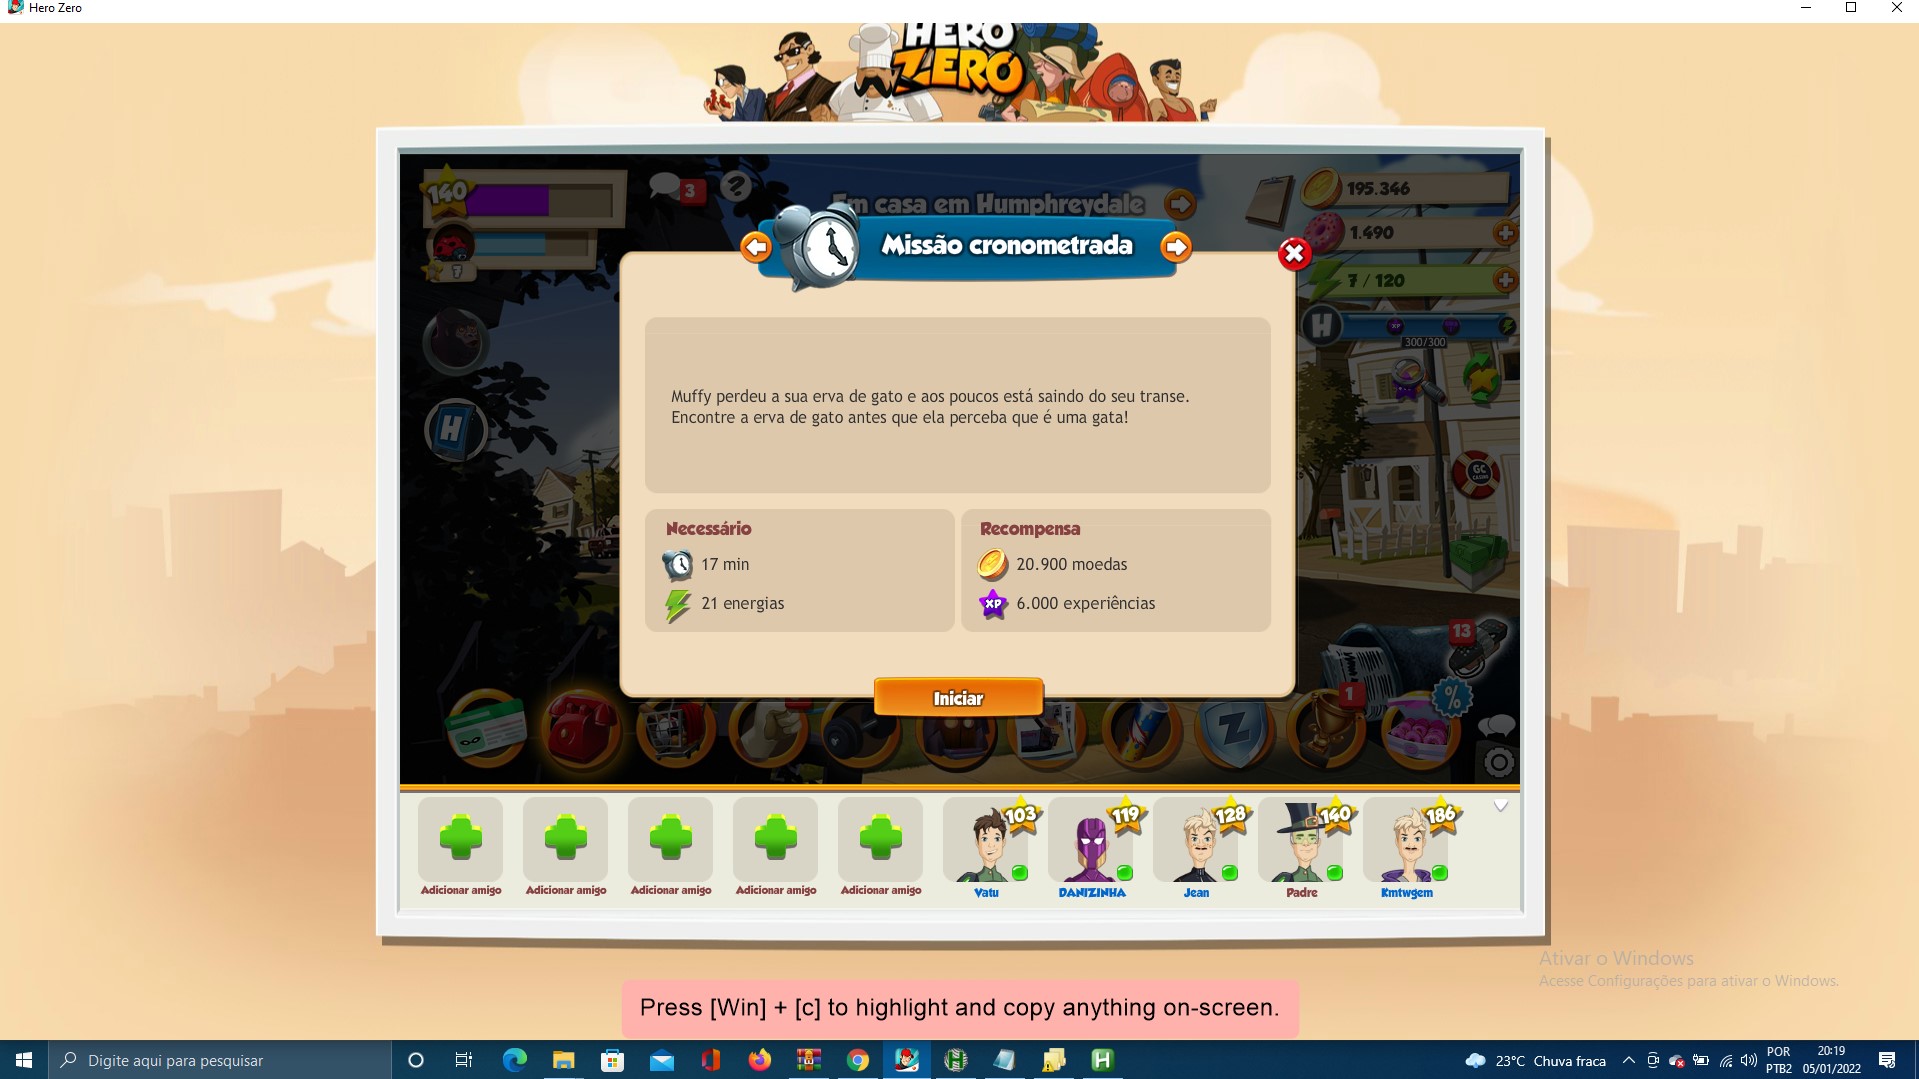 Hero Zero
HERO
ZERO
140
3
?
Em casa em Humphreydale
195.346
7
1.490
7 / 120
Missão cronometrada
H
XP
300/300
H
Muffy perdeu a sua erva de gato e aos poucos está saindo do seu transe.
Encontre a erva de gato antes que ela perceba que é uma gata!
GC
CASINO
Necessário
17 min
21 energias
Recompensa
20.900 moedas
XP
6.000 experiências
13
1
%
Z
Iniciar
103
119
128
140
186
Adicionar amigo
Adicionar amigo
Adicionar amigo
Adicionar amigo
Adicionar amigo
Vatu
DANIZINHA
Jean
Padre
Kmtwgem
Ativar o Windows
Acesse Configurações para ativar o Windows.
Press [Win] + [c] to highlight and copy anything on-screen.
Digite aqui para pesquisar
H
23°C Chuva fraca
POR
PTB2
20:19
05/01/2022